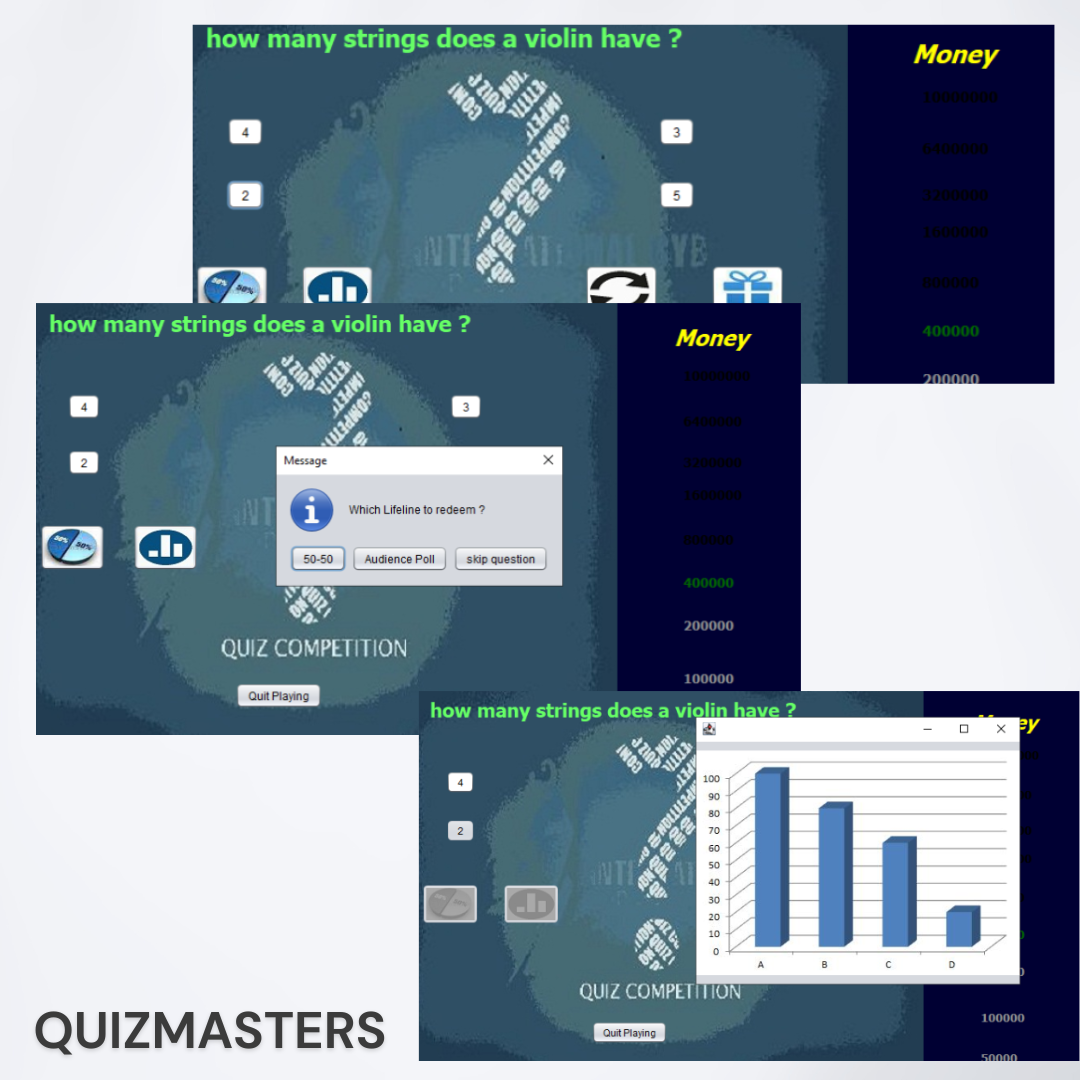 how many strings does a violin have ?
Money
10000000
6400000
3200000
1600000
800000
400000
200000
4
3
2
5
50% 50%
how many strings does a violin have ?
Money
10000000
6400000
3200000
1600000
800000
400000
200000
100000
4
3
2
50% 50%
Message
Which Lifeline to redeem ?
50-50
Audience Poll
skip question
QUIZ COMPETITION
Quit Playing
how many strings does a violin have ?
4
2
100
90
80
70
60
50
40
30
20
10
0
A B C D
QUIZ COMPETITION
Quit Playing
100000
50000
QUIZMASTERS